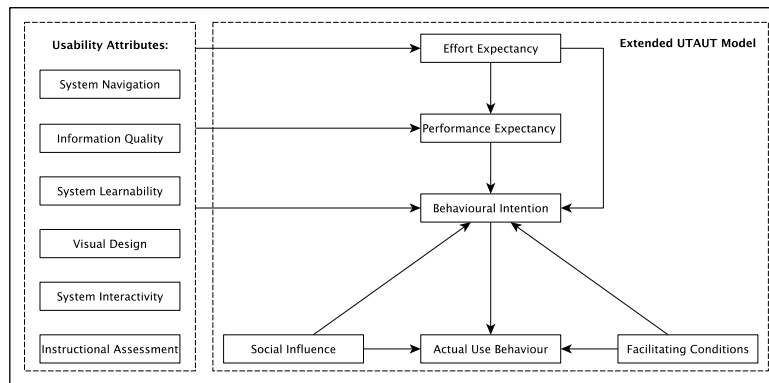 Usability Attributes:
System Navigation
Information Quality
System Learnability
Visual Design
System Interactivity
Instructional Assessment
Extended UTAUT Model
Effort Expectancy
Performance Expectancy
Behavioural Intention
Social Influence
Actual Use Behaviour
Facilitating Conditions